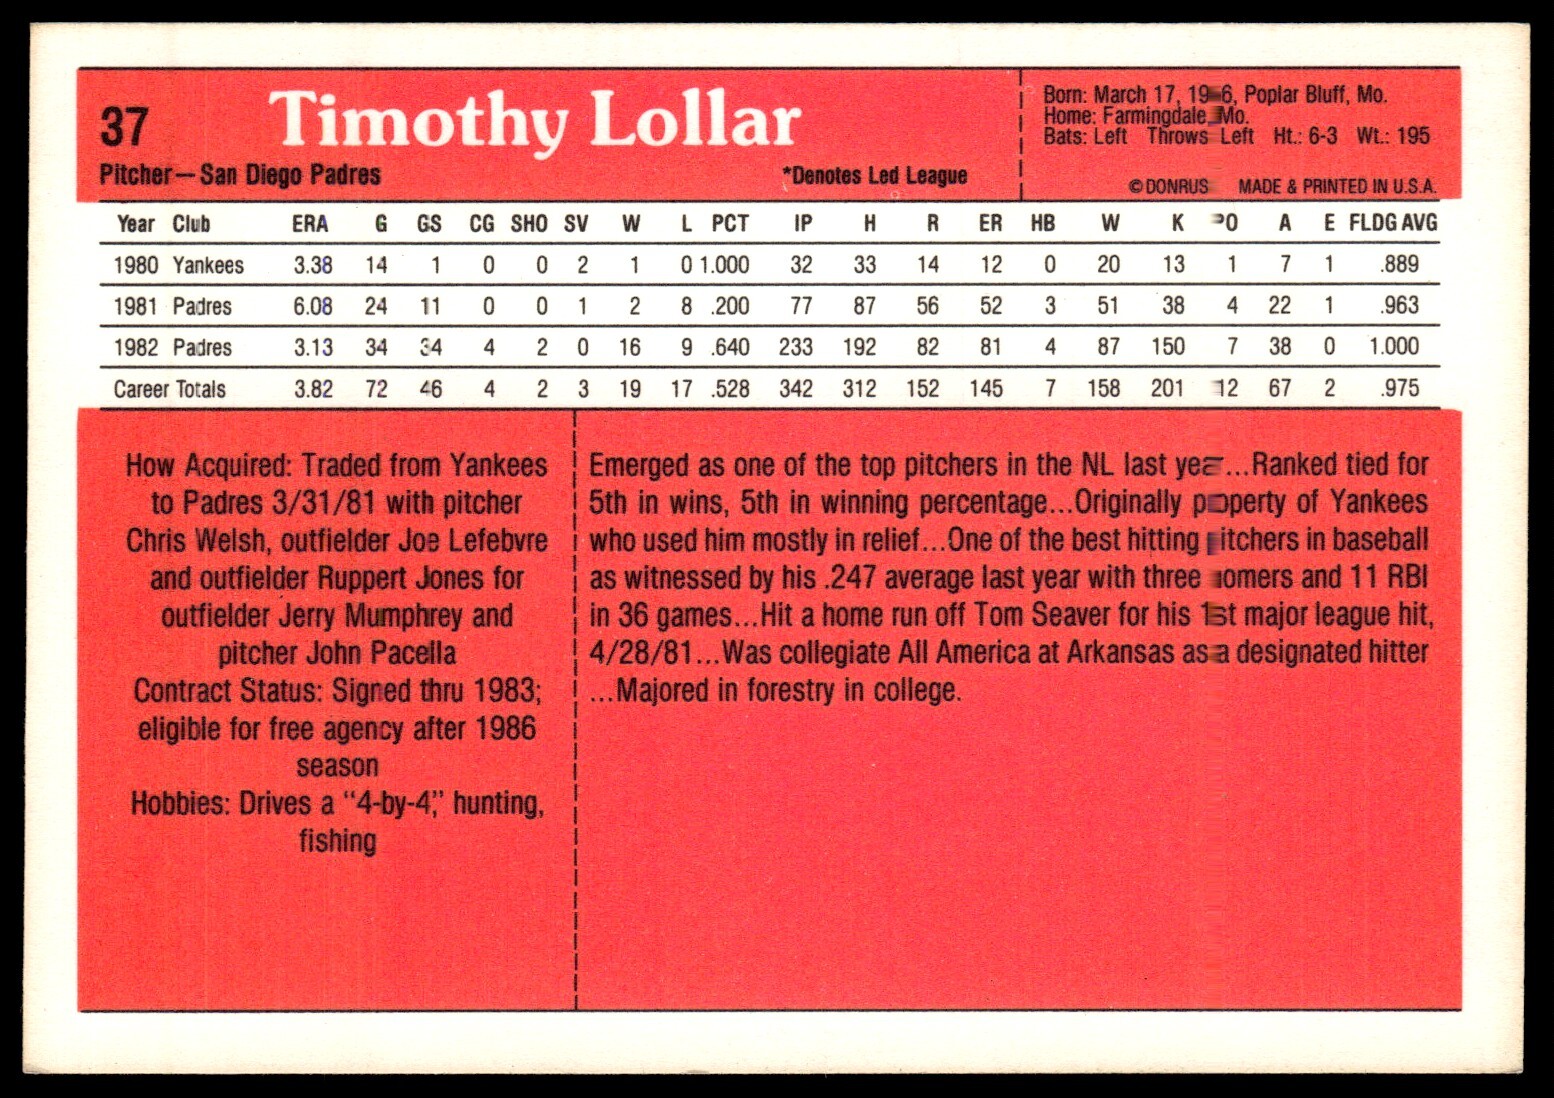 37
Timothy Lollar
Pitcher—San Diego Padres
*Denotes Led League
Born: March 17, Poplar Bluff, Mo.
Home: Farmingdale, Mo.
Bats: Left Throws Left Ht.: 6-3 Wt.: 195
© DONRUSS MADE & PRINTED IN U.S.A.
Year Club ERA G GS CG SHO SV W L PCT IP H R ER HB W K PO A E FLDG AVG
1980 Yankees 3.38 14 1 0 0 2 1 0 1.000 32 33 14 12 0 20 13 1 7 1 .889
1981 Padres 6.08 24 11 0 0 1 2 8 .200 77 87 56 52 3 51 38 4 22 1 .963
1982 Padres 3.13 34 34 4 2 0 16 9 .640 233 192 82 81 4 87 150 7 38 0 1.000
Career Totals 3.82 72 46 4 2 3 19 17 .528 342 312 152 145 7 158 201 12 67 2 .975
How Acquired: Traded from Yankees
to Padres 3/31/81 with pitcher
Chris Welsh, outfielder Joe Lefebvre
and outfielder Ruppert Jones for
outfielder Jerry Mumphrey and
pitcher John Pacella
Contract Status: Signed thru 1983;
eligible for free agency after 1986
season
Hobbies: Drives a "4-by-4," hunting,
fishing
Emerged as one of the top pitchers in the NL last year...Ranked tied for
5th in wins, 5th in winning percentage...Originally property of Yankees
who used him mostly in relief...One of the best hitting pitchers in baseball
as witnessed by his .247 average last year with three homers and 11 RBI
in 36 games...Hit a home run off Tom Seaver for his 1st major league hit,
4/28/81...Was collegiate All America at Arkansas as a designated hitter
...Majored in forestry in college.